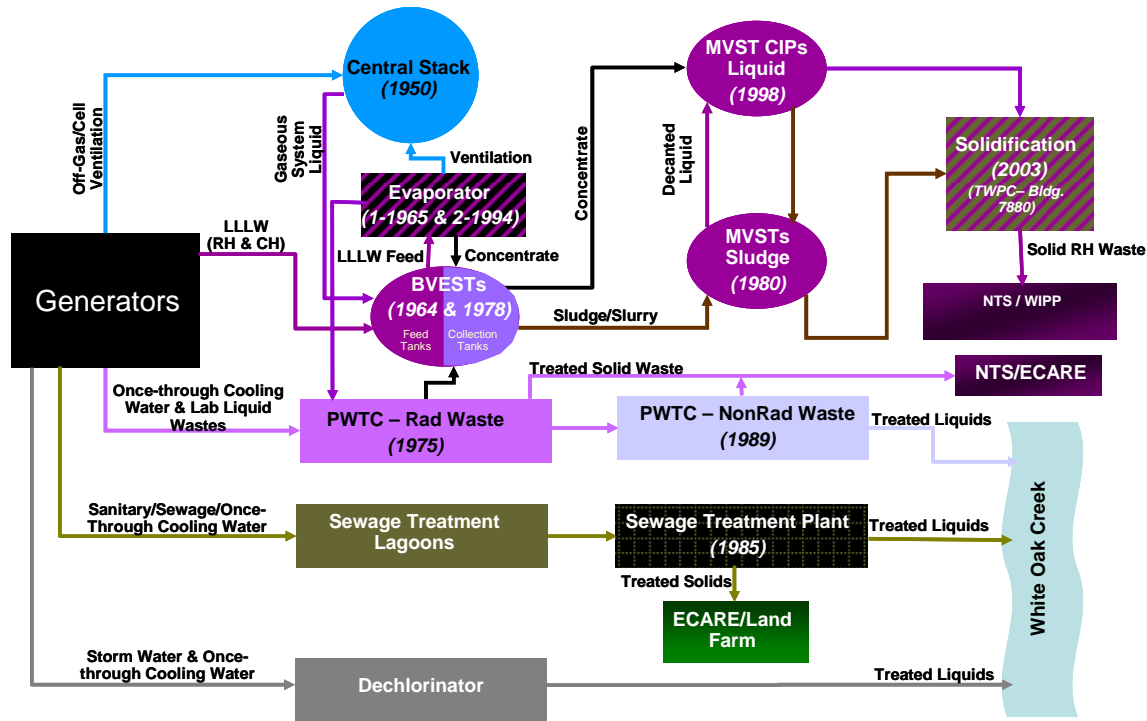 Central Stack
(1950)
MVST CIPs
Liquid
(1998)
Off-Gas/Cell
Ventilation
Gaseous
System
Liquid
Ventilation
Concentrate
Decanted
Liquid
Solidification
(2003)
(TWPC– Bldg.
7880)
Evaporator
(1-1965 & 2-1994)
LLLW
(RH & CH)
LLLW Feed
Concentrate
MVSTs
Sludge
(1980)
Solid RH Waste
Generators
BVESTs
(1964 & 1978)
Feed
Tanks
Collection
Tanks
Sludge/Slurry
NTS / WIPP
Once-through Cooling
Water & Lab Liquid
Wastes
Treated Solid Waste
NTS/ECARE
PWTC – Rad Waste
(1975)
PWTC – NonRad Waste
(1989)
Treated Liquids
Sanitary/Sewage/Once-
Through Cooling Water
Sewage Treatment
Lagoons
Sewage Treatment Plant
(1985)
Treated Liquids
White Oak Creek
Treated Solids
ECARE/Land
Farm
Storm Water & Once-
through Cooling Water
Dechlorinator
Treated Liquids